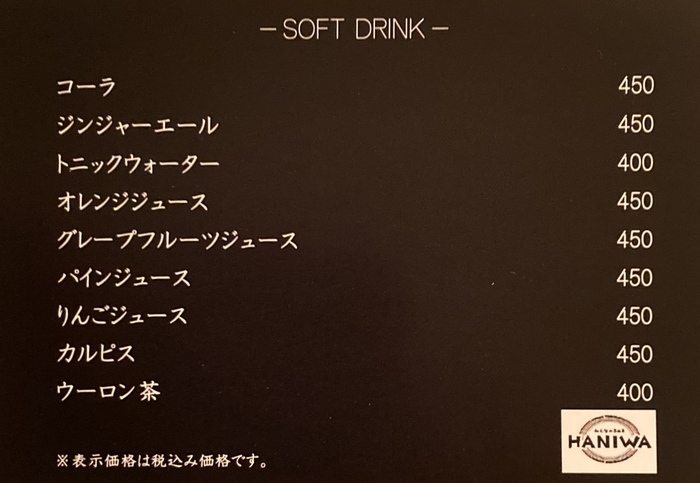 －SOFT DRINK－
コーラ 450
ジンジャーエール 450
トニックウォーター 400
オレンジジュース 450
グレープフルーツジュース 450
パインジュース 450
りんごジュース 450
カルピス 450
ウーロン茶 400
※表示価格は税込み価格です。
HANIWA